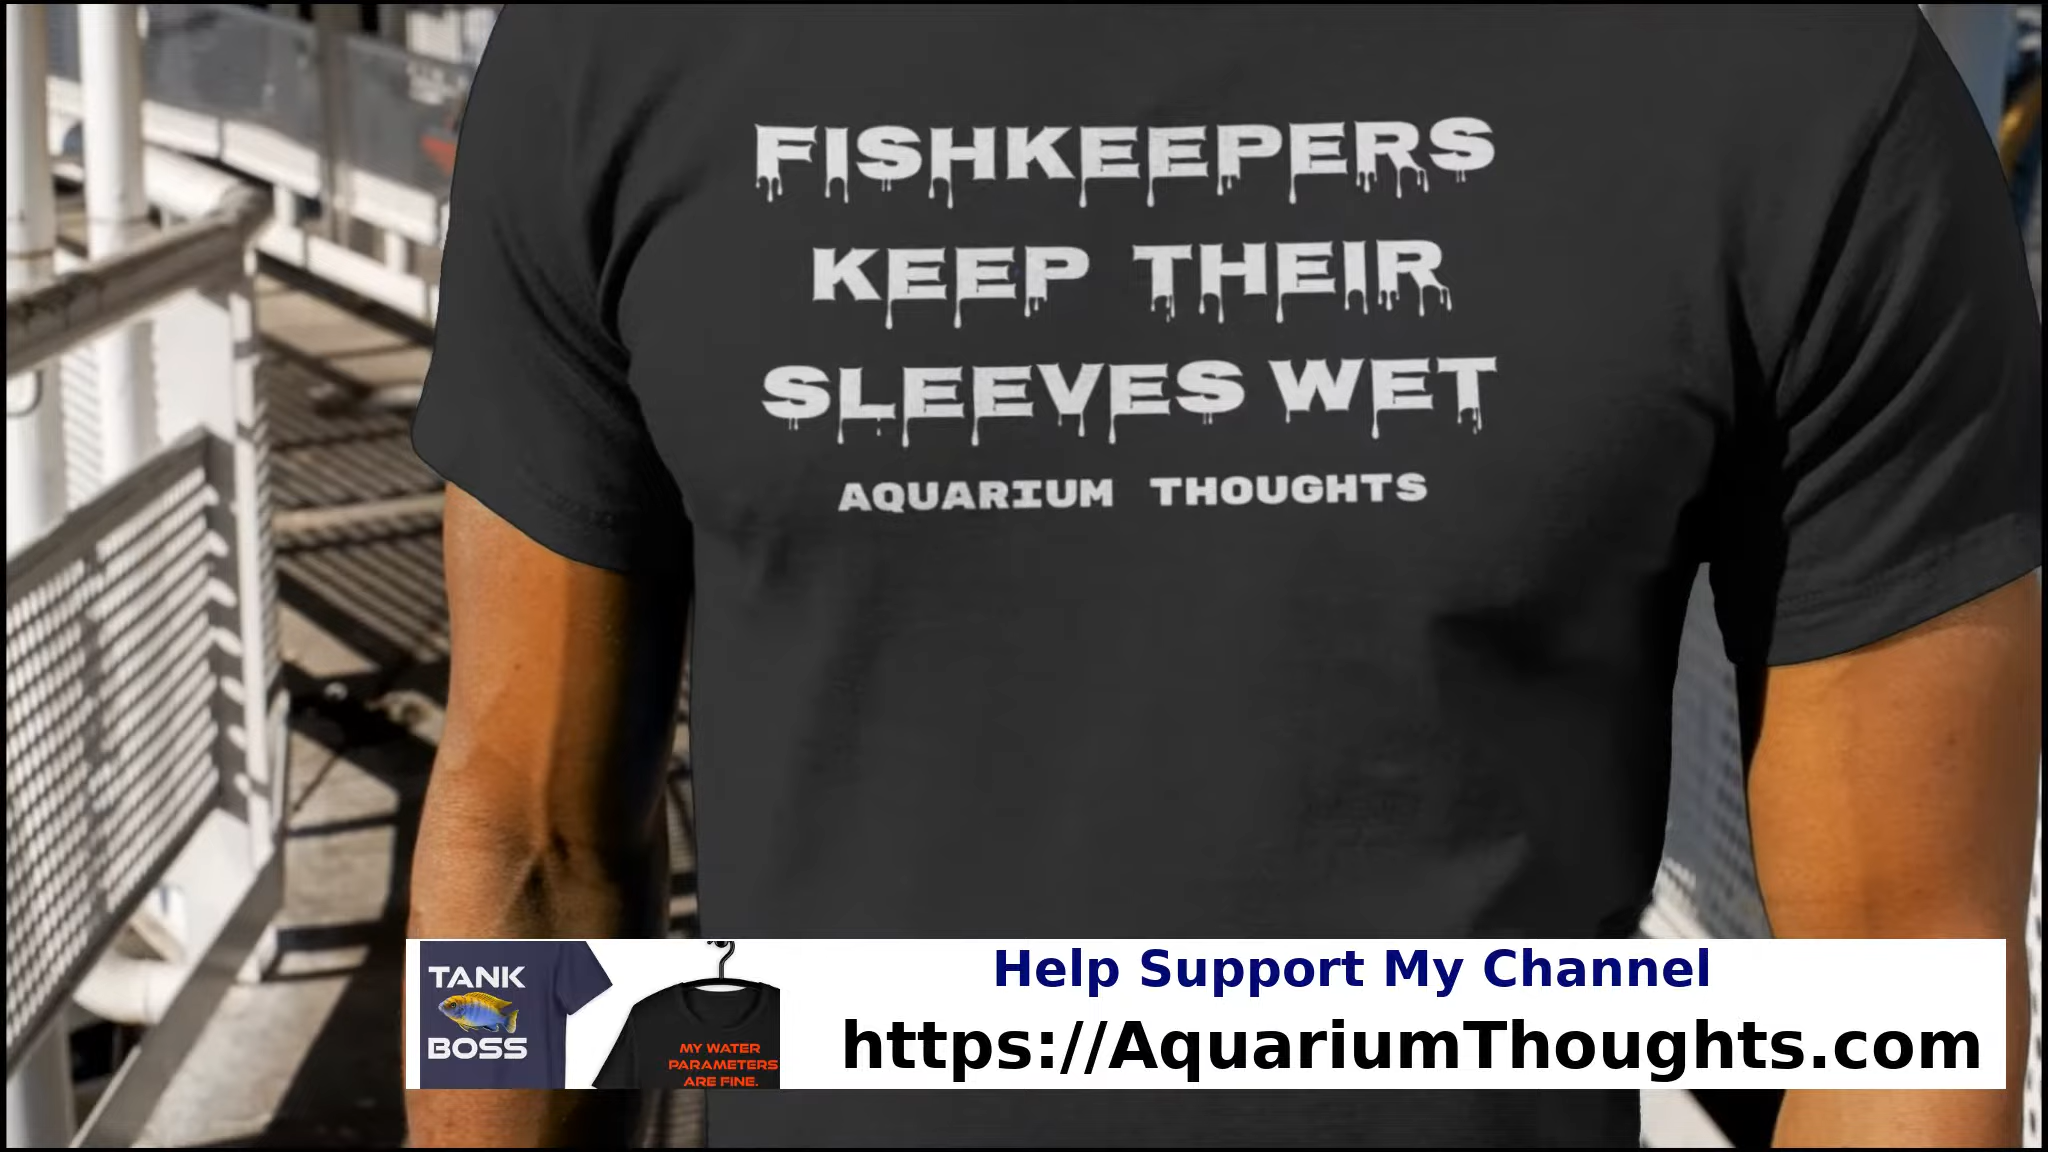 FISHKEEPERS
KEEP THEIR
SLEEVES WET
AQUARIUM THOUGHTS
TANK
BOSS
MY WATER
PARAMETERS
ARE FINE.
Help Support My Channel
https://AquariumThoughts.com